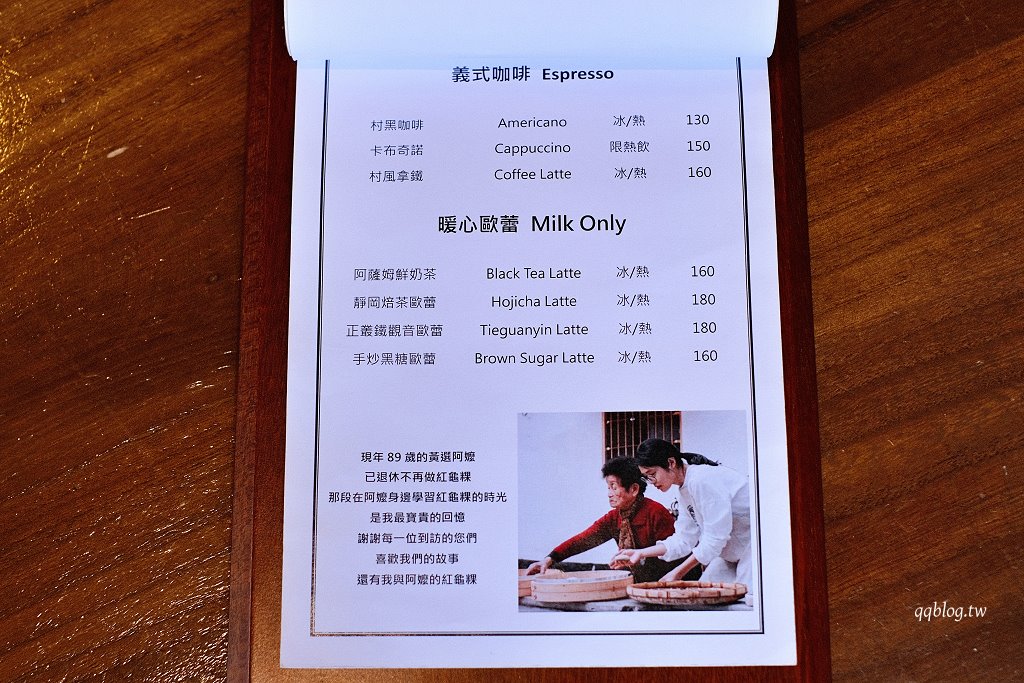 義式咖啡 Espresso
村黑咖啡 Americano 冰/熱 130
卡布奇諾 Cappuccino 限熱飲 150
村風拿鐵 Coffee Latte 冰/熱 160
暖心歐蕾 Milk Only
阿薩姆鮮奶茶 Black Tea Latte 冰/熱 160
靜岡焙茶歐蕾 Hojicha Latte 冰/熱 180
正叢鐵觀音歐蕾 Tieguanyin Latte 冰/熱 180
手炒黑糖歐蕾 Brown Sugar Latte 冰/熱 160
現年 89 歲的黃選阿嬤
已退休不再做紅龜粿
那段在阿嬤身邊學習紅龜粿的時光
是我最寶貴的回憶
謝謝每一位到訪的您們
喜歡我們的故事
還有我與阿嬤的紅龜粿
qqblog.tw